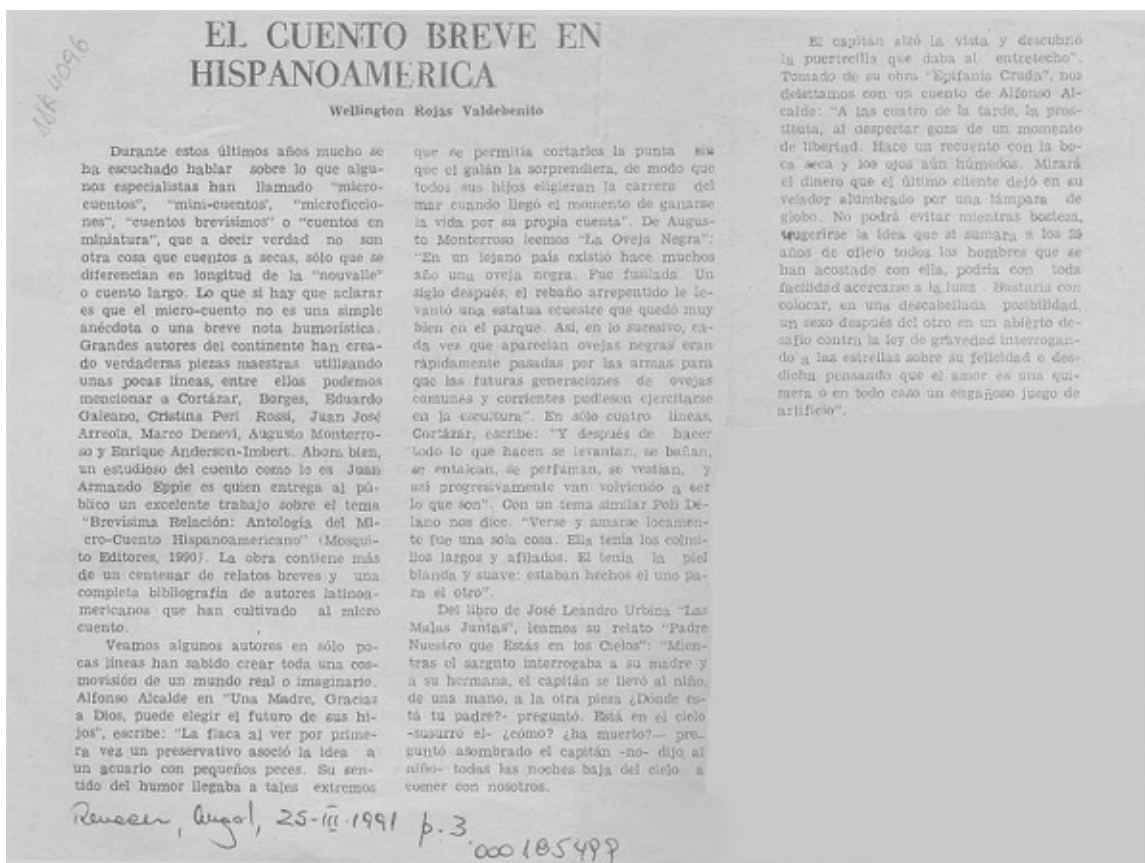 EL CUENTO BREVE EN
HISPANOAMERICA
Wellington Rojas Valdebenito
Durante estos últimos años mucho se
ha escuchado hablar sobre lo que algu-
nos especialistas han llamado "micro-
cuentos", "mini-cuentos', "microficcio-
nes", "cuentos brevísimos" o "cuentos en
miniatura", que a decir verdad no son
otra cosa que cuentos a secas, sólo que se
diferencian en longitud de la "nouvalle"
o cuento largo. Lo que si hay que aclarar
es que el micro-cuento no es una simple
anécdota o una breve nota humorística.
Grandes autores del continente han crea-
do verdaderas piezas maestras utilizando
unas pocas líneas, entre ellos podemos
mencionar a Cortázar, Borges, Eduardo
Galeano, Cristina Peri Rossi, Juan José
Arreola, Marco Denevi, Augusto Monterro-
so y Enrique Anderson-Imbert. Ahora bien,
un estudioso del cuento como lo es Juan
Armando Epple es quien entrega al pú-
blico un excelente trabajo sobre el tema
"Brevísima Relación: Antología del Mi-
cro-Cuento Hispanoamericano" (Mosqui-
to Editores, 1990). La obra contiene más
de un centenar de relatos breves y una
completa bibliografía de autores latinoa-
mericanos que han cultivado al micro
cuento.
Veamos algunos autores en sólo po-
cas líneas han sabido crear toda una cos-
movisión de un mundo real o imaginario.
Alfonso Alcalde en "Una Madre, Gracias
a Dios, puede elegir el futuro de sus hi-
jos", escribe: "La flaca al ver por prime-
ra vez un preservativo asoció la idea a
un acuario con pequeños peces. Su sen-
tido del humor llegaba a tales extremos
que se permitía cortarles la punta sin
que el galán la sorprendiera, de modo que
todos sus hijos eligieran la carrera del
mar cuando llegó el momento de ganarse
la vida por su propia cuenta". De Augus-
to Monterroso leemos "La Oveja Negra":
"En un lejano país existió hace muchos
año una oveja negra. Fue fusilada. Un
siglo después, el rebaño arrepentido le le-
vantó una estatua ecuestre que quedó muy
bien en el parque. Así, en lo sucesivo, ca-
da vez que aparecían ovejas negras eran
rápidamente pasadas por las armas para
que las futuras generaciones de ovejas
comunes y corrientes pudiesen ejercitarse
en la escultura". En sólo cuatro líneas,
Cortázar, escribe: "Y después de hacer
todo lo que hacen se levantan, se bañan,
se entalcan, se perfuman, se vestían, y
así progresivamente van volviendo a ser
lo que son". Con un tema similar Poli Dé-
lano nos dice. "Verse y amarse locamen-
te fue una sola cosa. Ella tenía los colmi-
llos largos y afilados. El tenía la piel
blanda y suave: estaban hechos el uno pa-
ra el otro".
Del libro de José Leandro Urbina "Las
Malas Juntas", leamos su relato "Padre
Nuestro que Estás en los Cielos": "Mien-
tras el sargnto interrogaba a su madre y
a su hermana, el capitán se llevó al niño,
de una mano, a la otra pieza ¿Dónde es-
tá tu padre?- preguntó. Está en el cielo
-susurró el- ¿cómo? ¿ha muerto?— pre-
guntó asombrado el capitán -no- dijo al
niño- todas las noches baja del cielo a
comer con nosotros.
El capitán alzó la vista y descubrió
la puertecilla que daba al entretecho".
Tomado de su obra "Epifanía Cruda", nos
deleitamos con un cuento de Alfonso Al-
calde: "A las cuatro de la tarde, la pros-
tituta, al despertar goza de un momento
de libertad. Hace un recuento con la bo-
ca seca y los ojos aún húmedos. Mirará
el dinero que el último cliente dejó en su
velador alumbrado por una lámpara de
globo. No podrá evitar mientras bosteza,
sugerirse la idea que si sumara a los 25
años de oficio todos los hombres que se
han acostado con ella, podría con toda
facilidad acercarse a la luna . Bastaría con
colocar, en una descabellada posibilidad,
un sexo después del otro en un abierto de-
safío contra la ley de gravedad interrogan-
do a las estrellas sobre su felicidad o des-
dicha pensando que el amor es una qui-
mera o en todo caso un engañoso juego de
artificio".
Renacer, Angol, 25-III-1991 p. 3
000185499